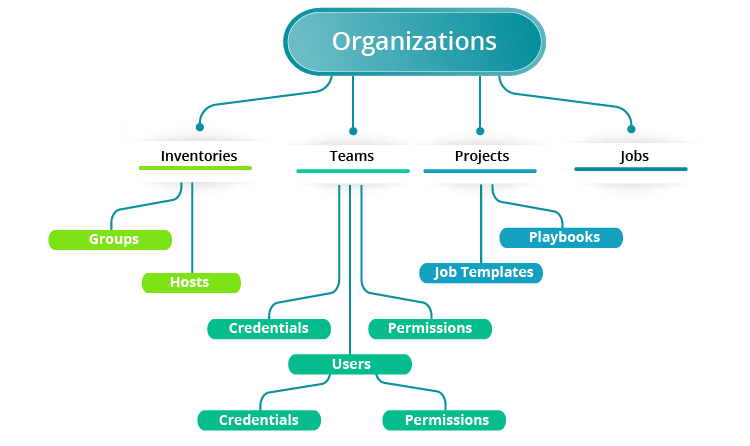 Organizations
Inventories
Teams
Projects
Jobs
Groups
Playbooks
Hosts
Job Templates
Credentials
Permissions
Users
Credentials
Permissions